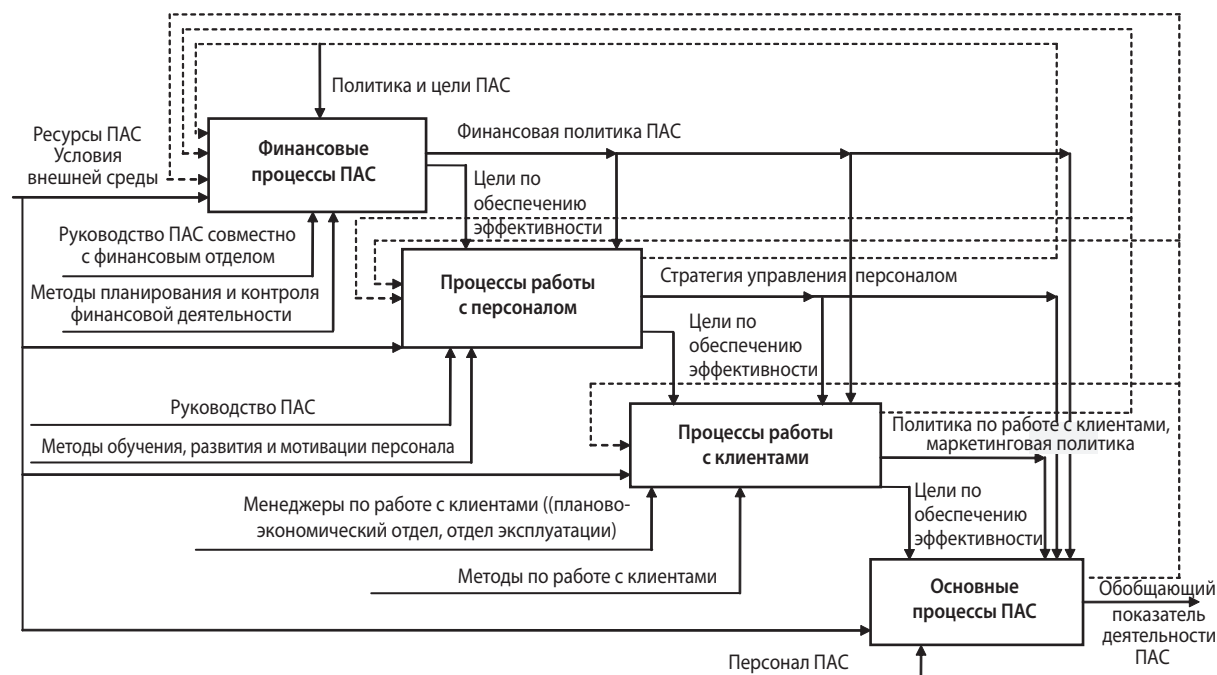 Политика и цели ПАС
Ресурсы ПАС
Условия
внешней среды
Финансовые
процессы ПАС
Финансовая политика ПАС
Цели по
обеспечению
эффективности
Руководство ПАС совместно
с финансовым отделом
Методы планирования и контроля
финансовой деятельности
Процессы работы
с персоналом
Стратегия управления персоналом
Цели по
обеспечению
эффективности
Руководство ПАС
Методы обучения, развития и мотивации персонала
Процессы работы
с клиентами
Политика по работе с клиентами,
маркетинговая политика
Менеджеры по работе с клиентами ((планово-
экономический отдел, отдел эксплуатации)
Цели по
обеспечению
эффективности
Методы по работе с клиентами
Основные
процессы ПАС
Обобщающий
показатель
деятельности
ПАС
Персонал ПАС